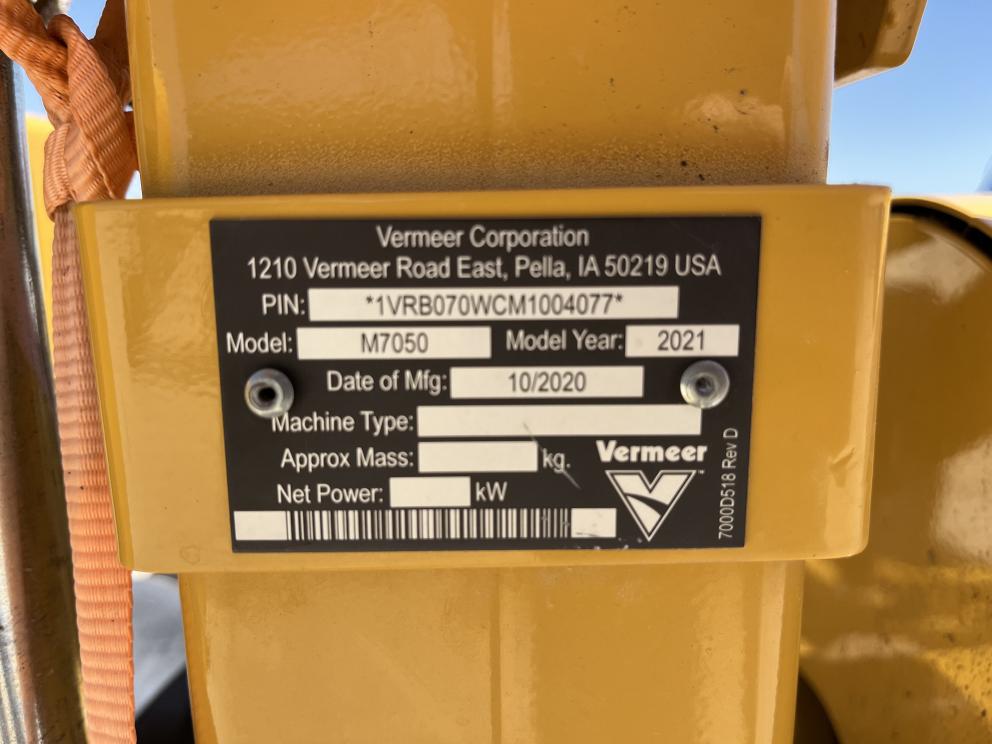 Vermeer Corporation
1210 Vermeer Road East, Pella, IA 50219 USA
PIN: *1VRB070WCM1004077*
Model: M7050 Model Year: 2021
Date of Mfg: 10/2020
Machine Type:
Approx Mass: kg.
Net Power: kW
Vermeer™
7000D518 Rev D